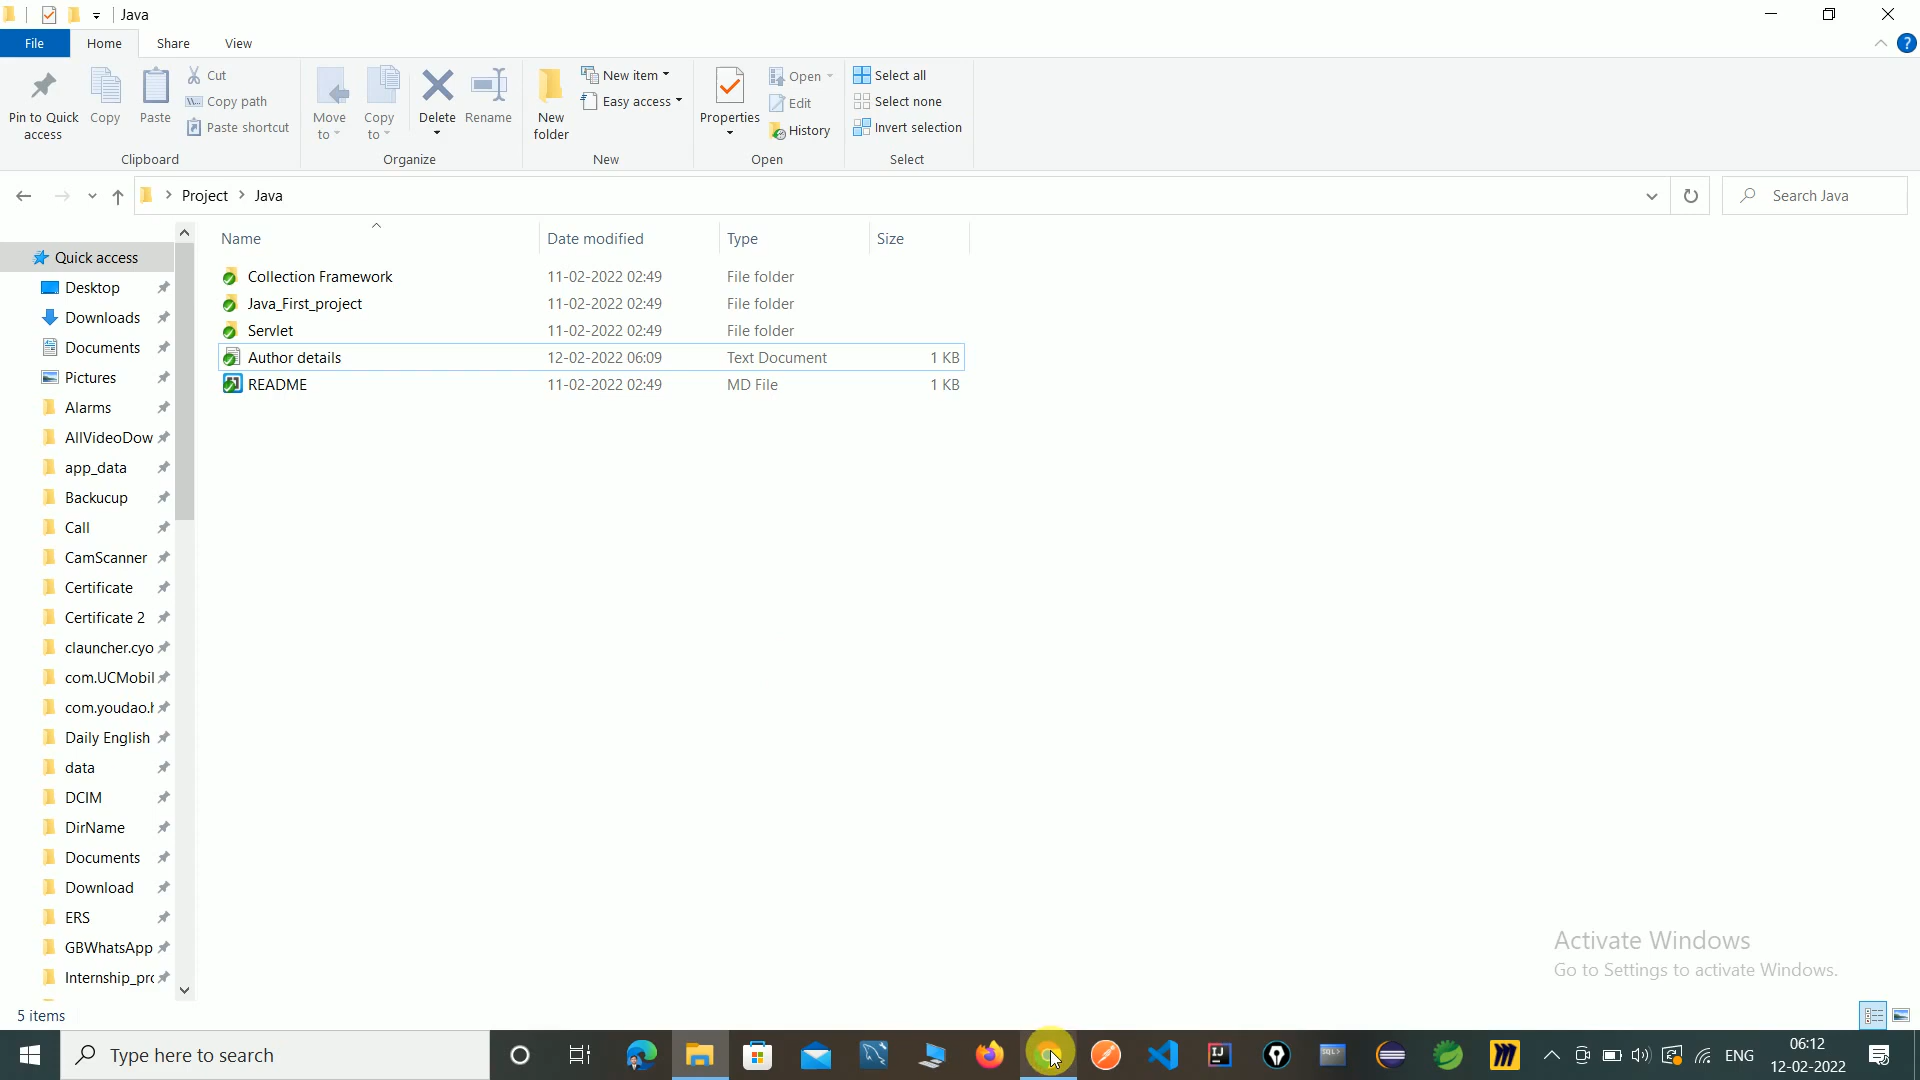 Java
File
Home
Share
View
Pin to Quick
access
Copy
Paste
Cut
Copy path
Paste shortcut
Clipboard
Move
to
Copy
to
Delete
Rename
Organize
New
folder
New item
Easy access
New
Properties
Open
Edit
History
Open
Select all
Select none
Invert selection
Select
Project > Java
Search Java
Name Date modified Type Size
Collection Framework 11-02-2022 02:49 File folder
Java_First_project 11-02-2022 02:49 File folder
Servlet 11-02-2022 02:49 File folder
Author details 12-02-2022 06:09 Text Document 1 KB
README 11-02-2022 02:49 MD File 1 KB
Quick access
Desktop
Downloads
Documents
Pictures
Alarms
AllVideoDow
app_data
Backucup
Call
CamScanner
Certificate
Certificate 2
clauncher.cyo
com.UCMobil
com.youdao.
Daily English
data
DCIM
DirName
Documents
Download
ERS
GBWhatsApp
Internship_pr
Activate Windows
Go to Settings to activate Windows.
5 items
Type here to search
ENG
06:12
12-02-2022